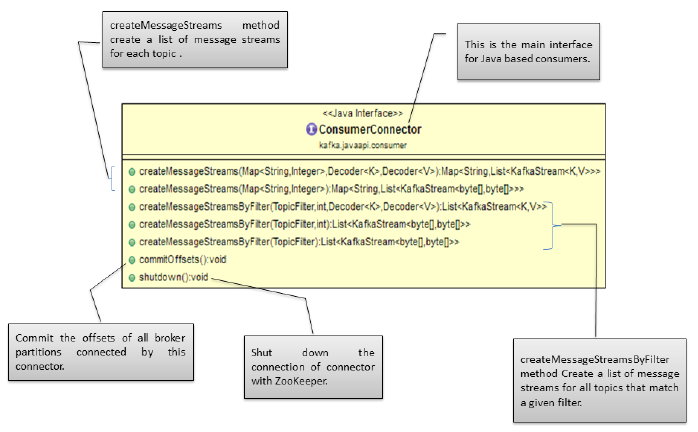 createMessageStreams method
create a list of message streams
for each topic .
This is the main interface
for Java based consumers.
<<Java Interface>>
I ConsumerConnector
kafka.javaapi.consumer
createMessageStreams(Map<String,Integer>,Decoder<K>,Decoder<V>):Map<String,List<KafkaStream<K,V>>>
createMessageStreams(Map<String,Integer>):Map<String,List<KafkaStream<byte[],byte[]>>>
createMessageStreamsByFilter(TopicFilter,int,Decoder<K>,Decoder<V>):List<KafkaStream<K,V>>
createMessageStreamsByFilter(TopicFilter,int):List<KafkaStream<byte[],byte[]>>
createMessageStreamsByFilter(TopicFilter):List<KafkaStream<byte[],byte[]>>
commitOffsets():void
shutdown():void
Commit the offsets of all broker
partitions connected by this
connector.
Shut down the
connection of connector
with ZooKeeper.
createMessageStreamsByFilter
method Create a list of message
streams for all topics that match
a given filter.